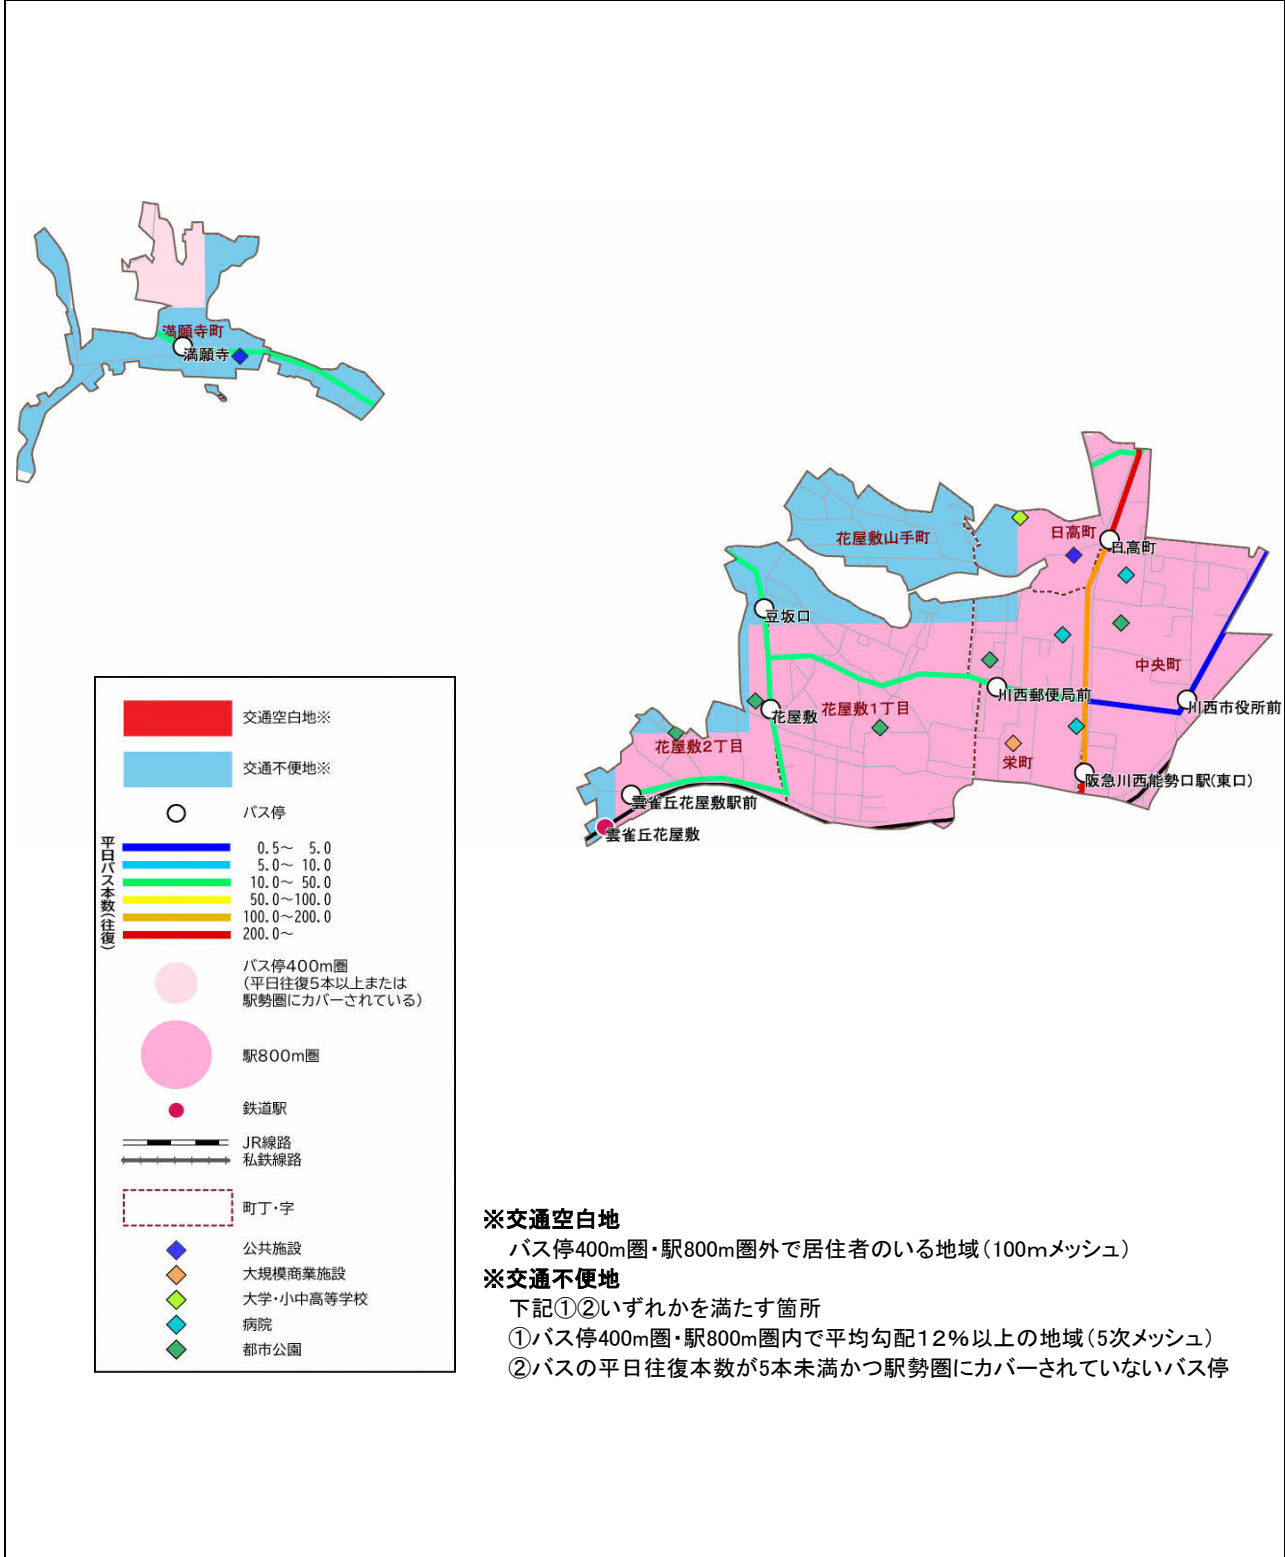 満願寺町
満願寺
花屋敷山手町
日高町
日高町
豆坂口
中央町
川西郵便局前
川西市役所前
花屋敷
花屋敷1丁目
花屋敷2丁目
栄町
阪急川西能勢口駅(東口)
雲雀丘花屋敷駅前
雲雀丘花屋敷
交通空白地※
交通不便地※
バス停
平日バス本数(往復)
0.5～ 5.0
5.0～ 10.0
10.0～ 50.0
50.0～100.0
100.0～200.0
200.0～
バス停400m圏
(平日往復5本以上または
駅勢圏にカバーされている)
駅800m圏
鉄道駅
JR線路
私鉄線路
町丁・字
公共施設
大規模商業施設
大学・小中高等学校
病院
都市公園
※交通空白地
バス停400m圏・駅800m圏外で居住者のいる地域(100mメッシュ)
※交通不便地
下記①②いずれかを満たす箇所
①バス停400m圏・駅800m圏内で平均勾配12%以上の地域(5次メッシュ)
②バスの平日往復本数が5本未満かつ駅勢圏にカバーされていないバス停